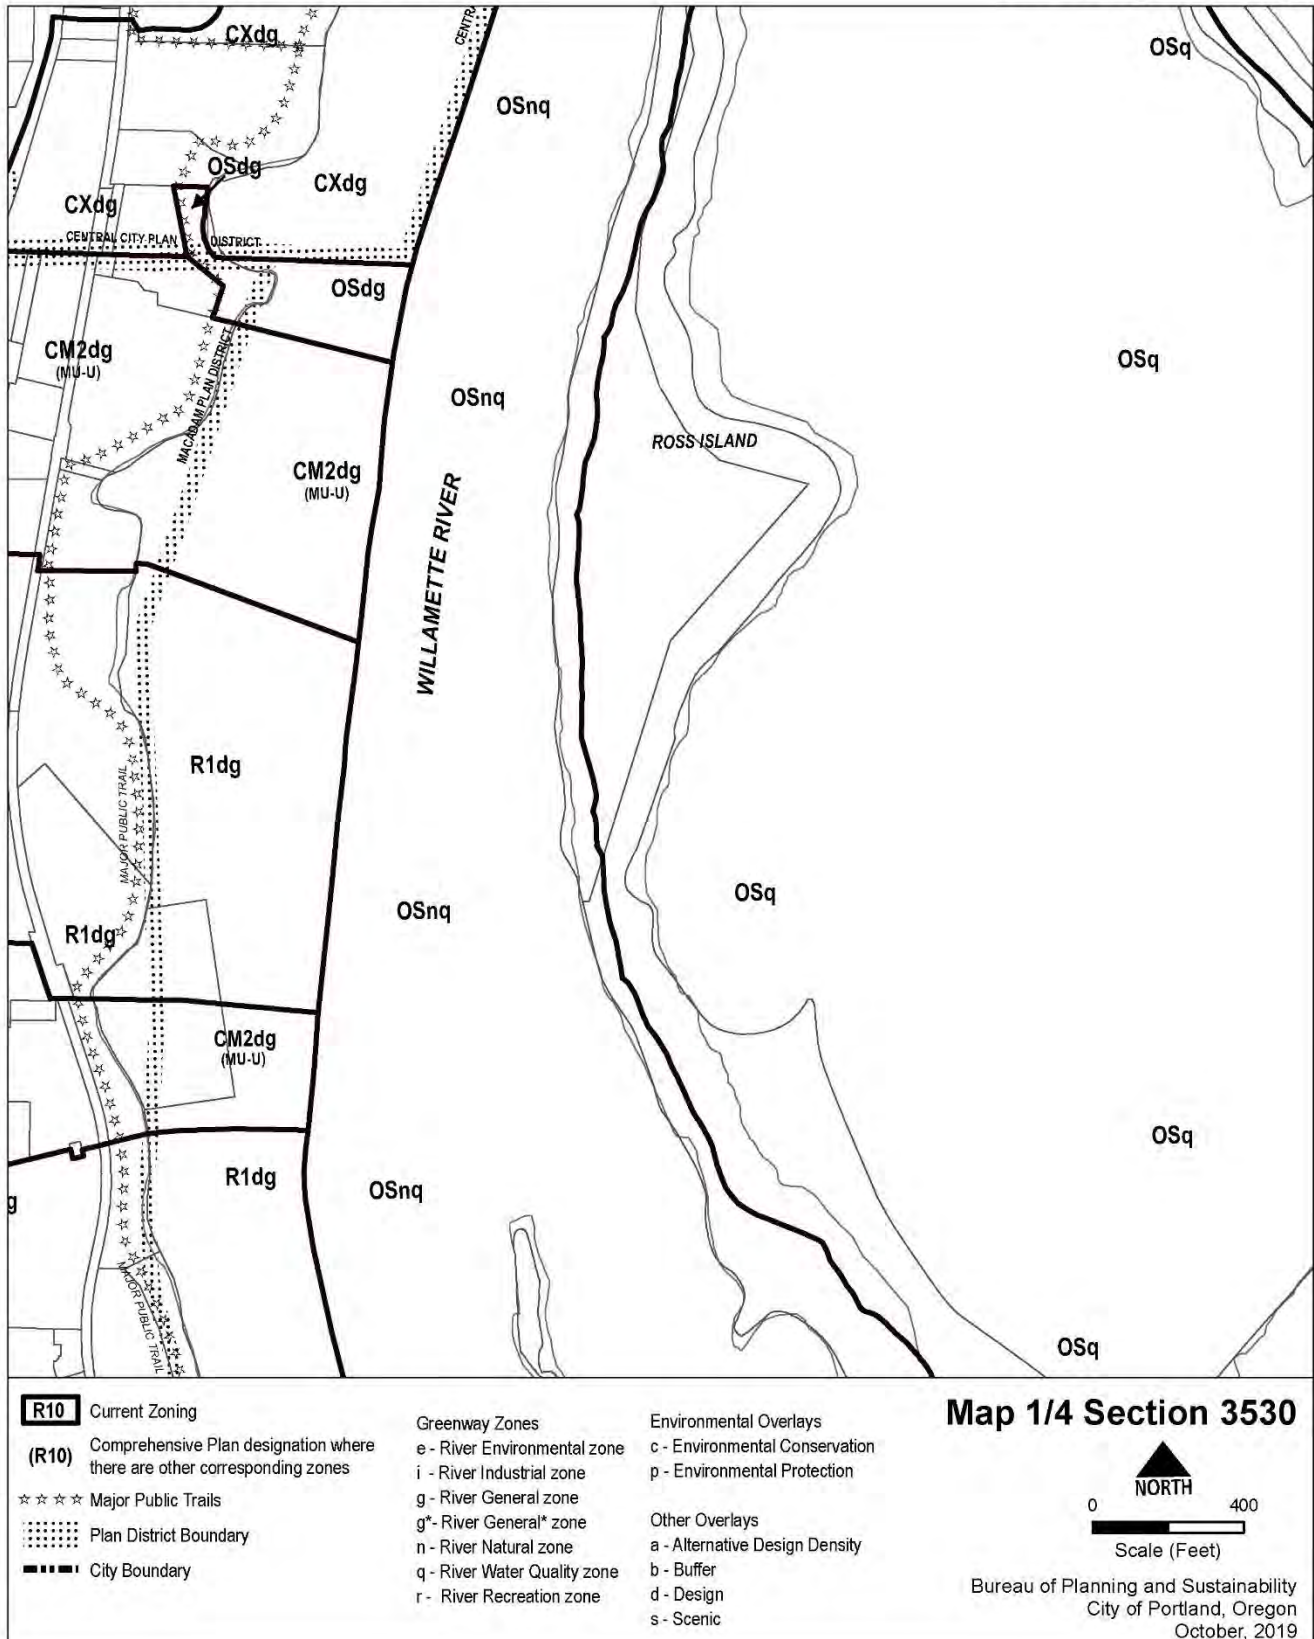 CXdg
CENTRA
OSq
OSnq
OSdg
CXdg
CXdg
CENTRAL CITY PLAN DISTRICT
OSdg
CM2dg
(MU-U)
MACADAM PLAN DISTRICT
OSnq
OSq
ROSS ISLAND
CM2dg
(MU-U)
WILLAMETTE RIVER
R1dg
MAJOR PUBLIC TRAIL
OSq
OSnq
R1dg
CM2dg
(MU-U)
OSq
R1dg
OSnq
g
MAJOR PUBLIC TRAIL
OSq
R10 Current Zoning
(R10) Comprehensive Plan designation where
there are other corresponding zones
Major Public Trails
Plan District Boundary
City Boundary
Greenway Zones
e - River Environmental zone
i - River Industrial zone
g - River General zone
g*- River General* zone
n - River Natural zone
q - River Water Quality zone
r - River Recreation zone
Environmental Overlays
c - Environmental Conservation
p - Environmental Protection
Other Overlays
a - Alternative Design Density
b - Buffer
d - Design
s - Scenic
Map 1/4 Section 3530
NORTH
0 400
Scale (Feet)
Bureau of Planning and Sustainability
City of Portland, Oregon
October, 2019